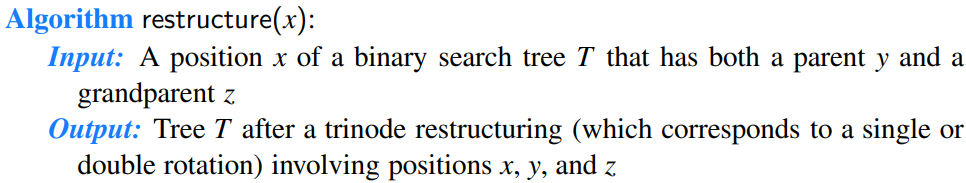 Algorithm restructure(x):
Input: A position x of a binary search tree T that has both a parent y and a
grandparent z
Output: Tree T after a trinode restructuring (which corresponds to a single or
double rotation) involving positions x, y, and z